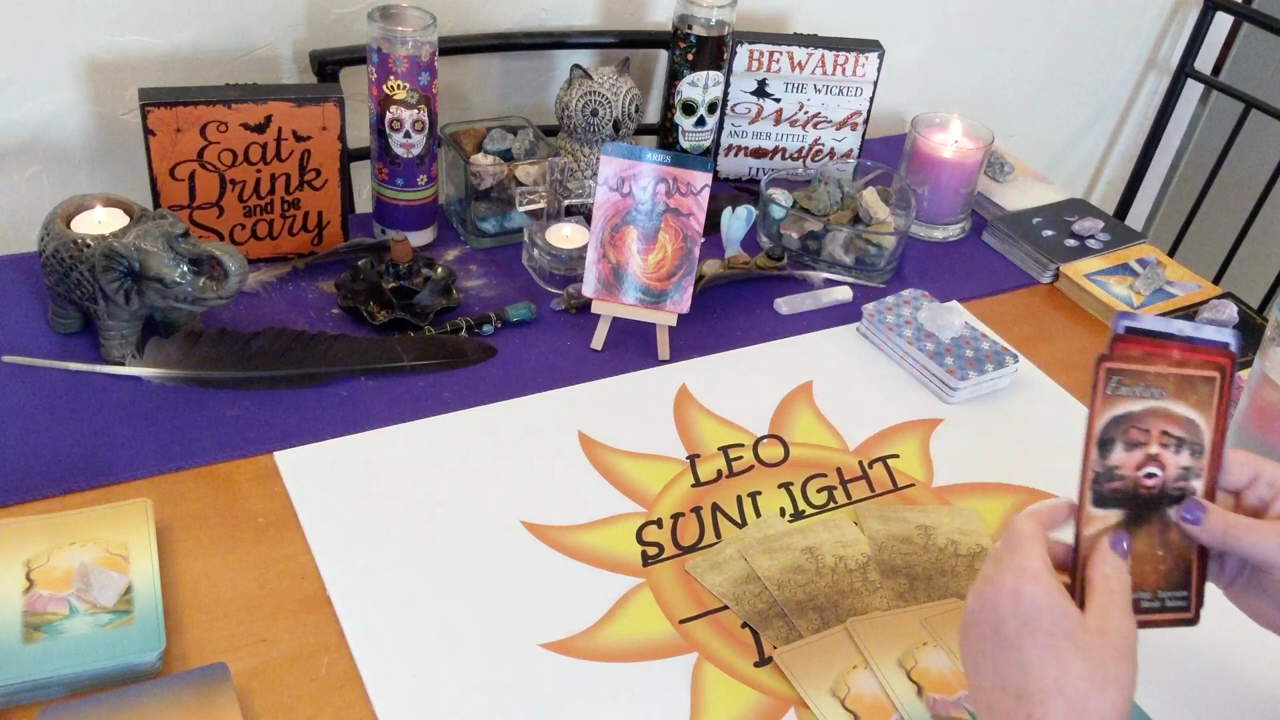 Eat
Drink
and be
Scary
BEWARE
THE WICKED
Witch
AND HER LITTLE
monsters
ARIES
LEO
SUNLIGHT
Emotions